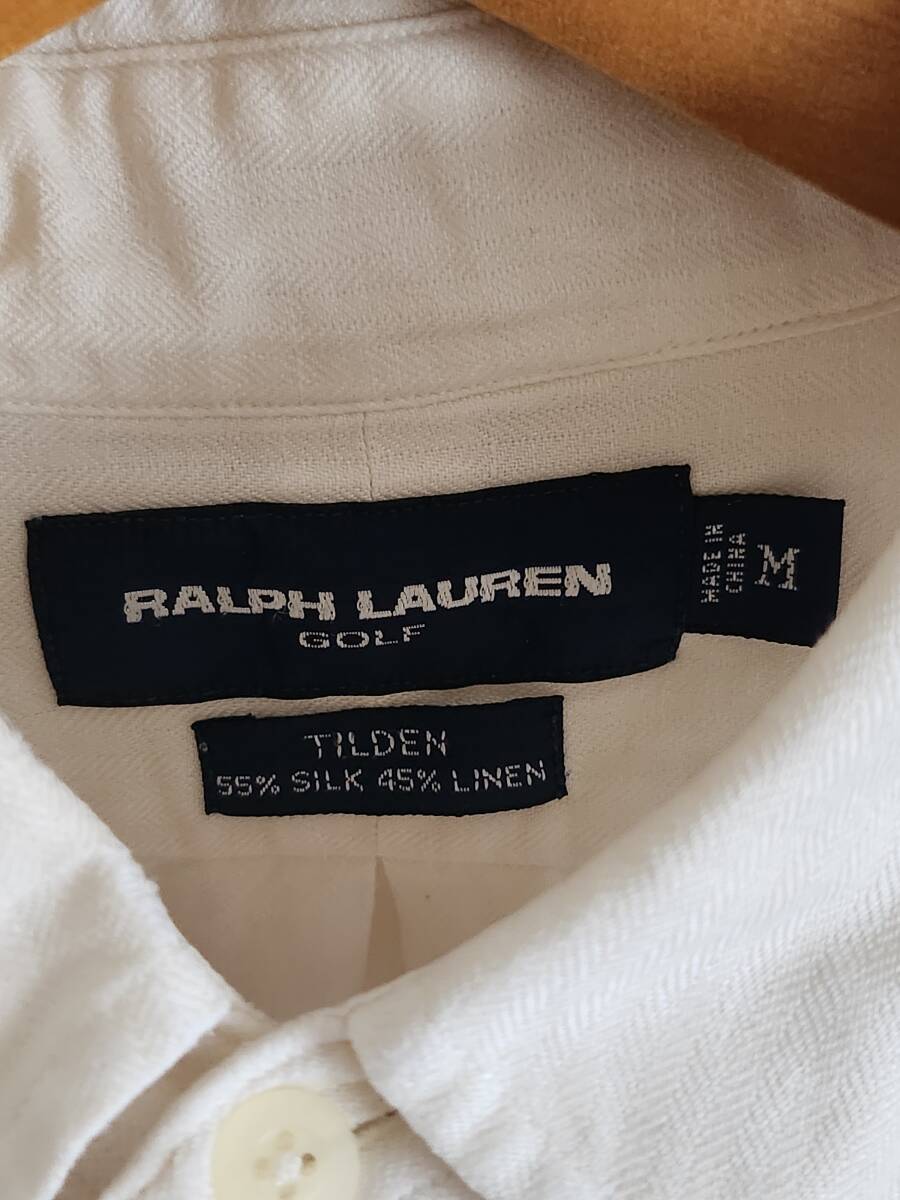 RALPH LAUREN
GOLF
MADE IN
CHINA
M
TILDEN
55% SILK 45% LINEN